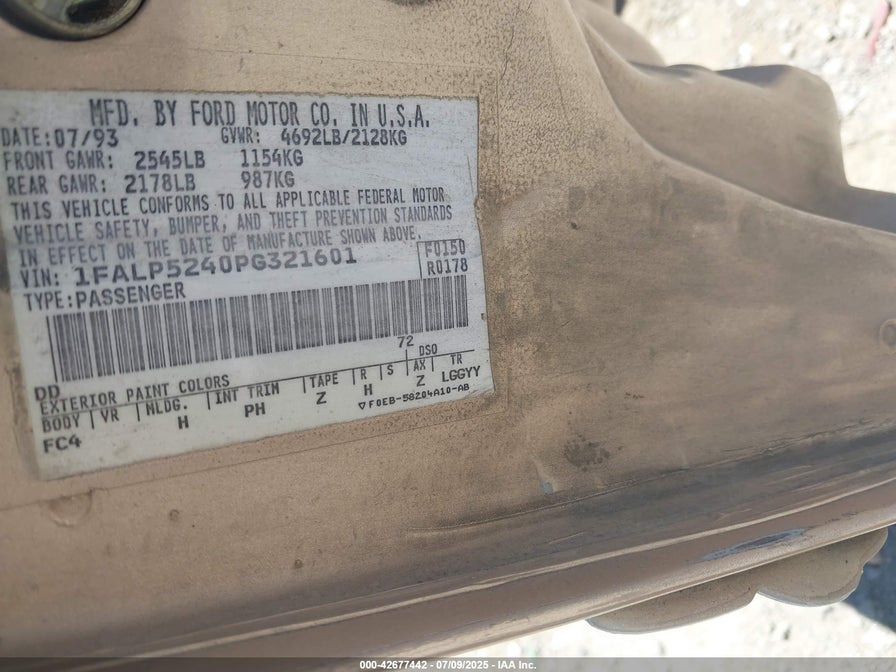 MFD. BY FORD MOTOR CO. IN U.S.A.
DATE: 07/93 GVWR: 4692LB/2128KG
FRONT GAWR: 2545LB 1154KG
REAR GAWR: 2178LB 987KG
THIS VEHICLE CONFORMS TO ALL APPLICABLE FEDERAL MOTOR
VEHICLE SAFETY, BUMPER, AND THEFT PREVENTION STANDARDS
IN EFFECT ON THE DATE OF MANUFACTURE SHOWN ABOVE.
VIN: 1FALP5240PG321601 F0150
TYPE: PASSENGER R0178
72
DD DSO
EXTERIOR PAINT COLORS
BODY VR MLDG. INT TRIM TAPE R S AX TR
FC4 H PH Z H Z LGGYY
▽F0EB-58204A10-AB
000-42677442 - 07/09/2025 - IAA Inc.